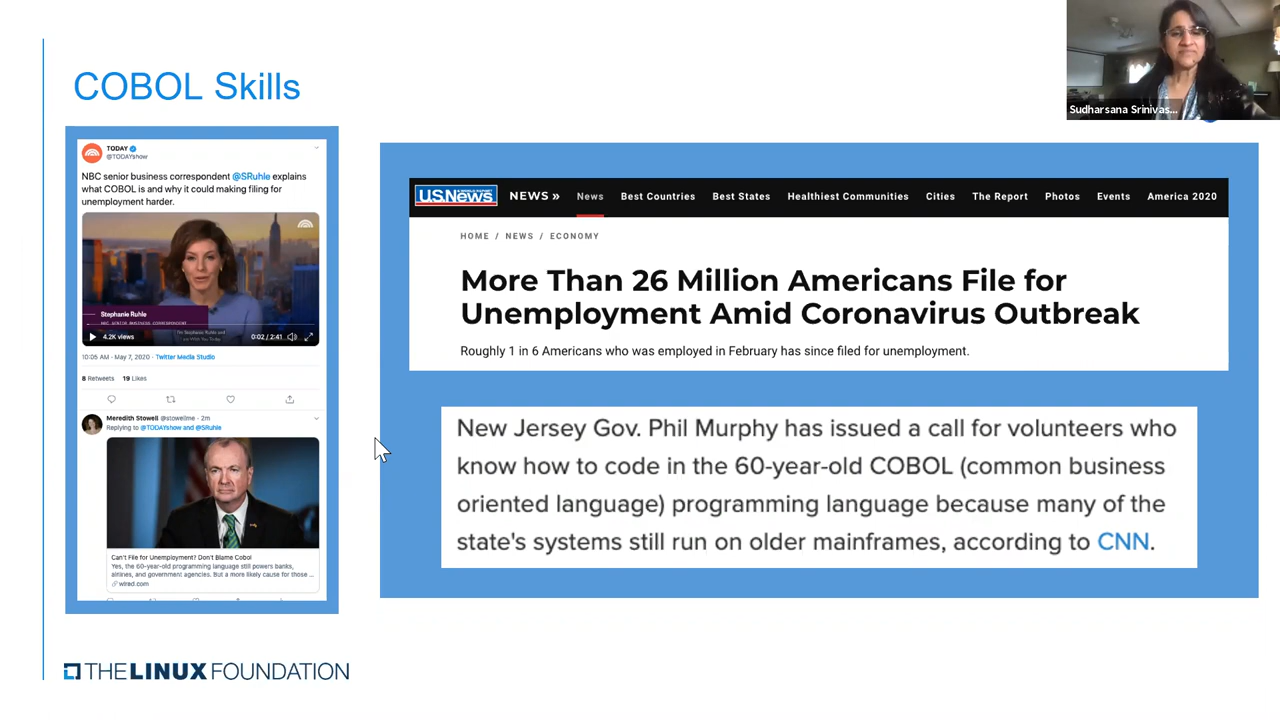 COBOL Skills
Sudharsana Srinivas...
TODAY
@TODAYshow
NBC senior business correspondent @SRuhle explains
what COBOL is and why it could making filing for
unemployment harder.
Stephanie Ruhle
NBC SENIOR BUSINESS CORRESPONDENT
4.2K views
0:02 / 2:41
10:05 AM · May 7, 2020 · Twitter Media Studio
8 Retweets 19 Likes
Meredith Stowell @stowellme · 2m
Replying to @TODAYshow and @SRuhle
Can't File for Unemployment? Don't Blame Cobol
Yes, the 60-year-old programming language still powers banks,
airlines, and government agencies. But a more likely cause for those ...
wired.com
U.S.News
NEWS »
News
Best Countries
Best States
Healthiest Communities
Cities
The Report
Photos
Events
America 2020
HOME / NEWS / ECONOMY
More Than 26 Million Americans File for
Unemployment Amid Coronavirus Outbreak
Roughly 1 in 6 Americans who was employed in February has since filed for unemployment.
New Jersey Gov. Phil Murphy has issued a call for volunteers who
know how to code in the 60-year-old COBOL (common business
oriented language) programming language because many of the
state's systems still run on older mainframes, according to CNN.
THE LINUX FOUNDATION